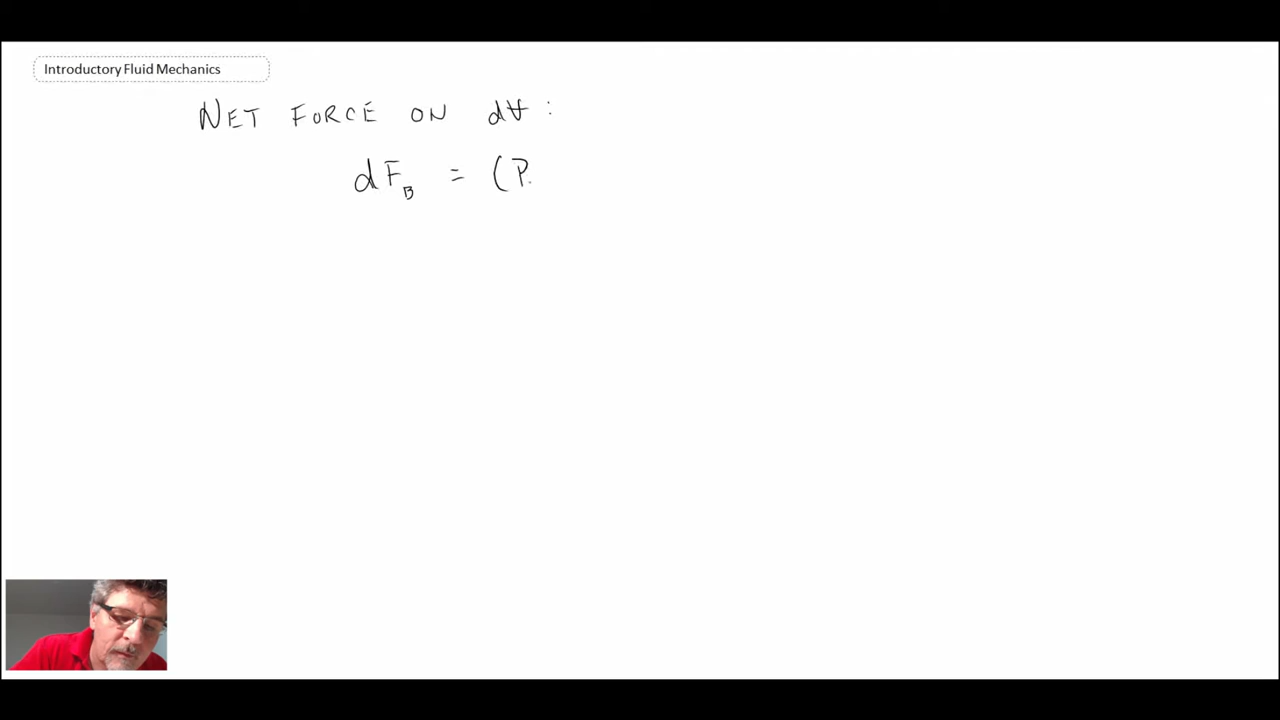 Introductory Fluid Mechanics
NET FORCE ON d∀ :
dF_B = (P